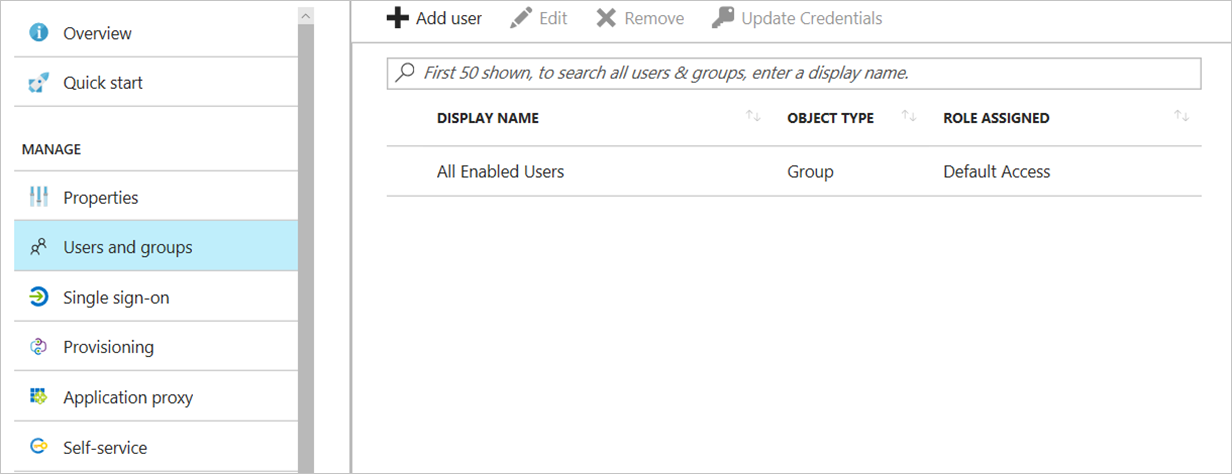 Overview
Quick start
MANAGE
Properties
Users and groups
Single sign-on
Provisioning
Application proxy
Self-service
Add user Edit Remove Update Credentials
First 50 shown, to search all users & groups, enter a display name.
DISPLAY NAME OBJECT TYPE ROLE ASSIGNED
All Enabled Users Group Default Access